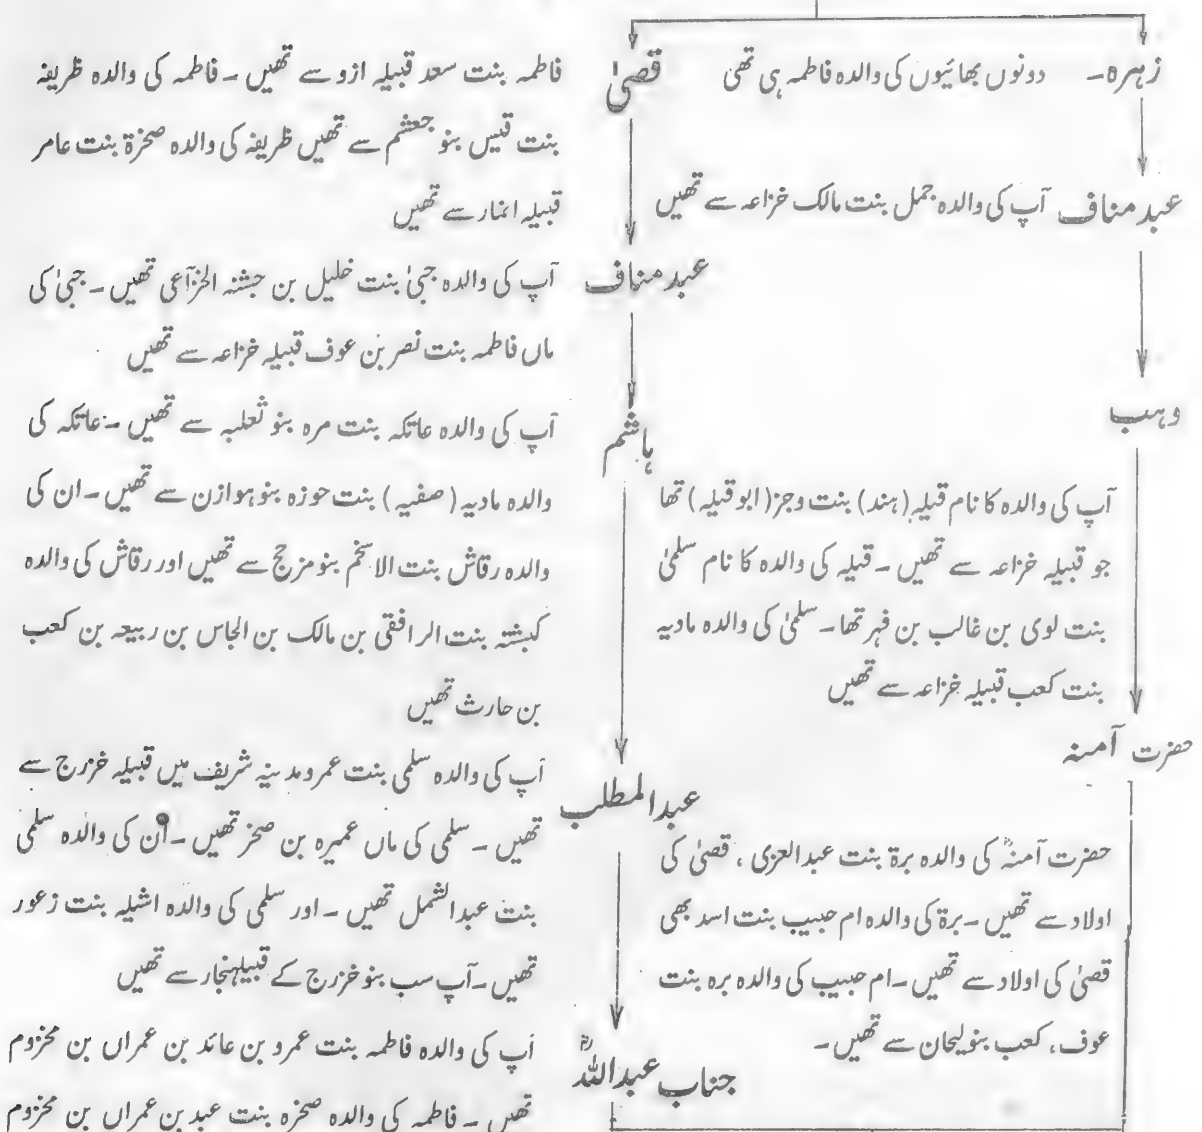 زہرہ۔ دونوں بھائیوں کی والدہ فاطمہ ہی تھی
عبد مناف آپ کی والدہ جمل بنت مالک خزاعہ سے تھیں
وہب
آپ کی والدہ کا نام قیلہ (ہند) بنت وجز (ابو قیلہ) تھا
جو قبیلہ خزاعہ سے تھیں ۔ قیلہ کی والدہ کا نام سلمیٰ
بنت لوی بن غالب بن فہر تھا۔ سلمیٰ کی والدہ مادیہ
بنت کعب قبیلہ خزاعہ سے تھیں
حضرت آمنہ
حضرت آمنہؓ کی والدہ برۃ بنت عبدالعزی ، قصیٰ کی
اولاد سے تھیں ۔ برۃ کی والدہ ام حبیب بنت اسد بھی
قصیٰ کی اولاد سے تھیں ۔ ام حبیب کی والدہ برہ بنت
عوف، کعب بنو لیحان سے تھیں ۔
قصیٰ
عبد مناف
ہاشم
عبدالمطلب
جناب عبداللہؓ
فاطمہ بنت سعد قبیلہ ازو سے تھیں ۔ فاطمہ کی والدہ ظریفہ
بنت قیس بنو جعشم سے تھیں ظریفہ کی والدہ صخرۃ بنت عامر
قبیلہ انمار سے تھیں
آپ کی والدہ حبیٰ بنت خلیل بن حبشنہ الخزآعی تھیں ۔ حبیٰ کی
ماں فاطمہ بنت نصر بن عوف قبیلہ خزاعہ سے تھیں
آپ کی والدہ عاتکہ بنت مرہ بنو ثعلبہ سے تھیں ۔ عاتکہ کی
والدہ مادیہ (صفیہ) بنت حوزہ بنو ہوازن سے تھیں ۔ ان کی
والدہ رقاش بنت الاسخم بنو مزحج سے تھیں اور رقاش کی والدہ
کبشتہ بنت الرافقی بن مالک بن الجاس بن ربیعہ بن کعب
بن حارث تھیں
آپ کی والدہ سلمی بنت عمرو مدینہ شریف میں قبیلہ خزرج سے
تھیں ۔ سلمی کی ماں عمیرہ بن صخر تھیں ۔ ان کی والدہ سلمی
بنت عبدالشمل تھیں ۔ اور سلمی کی والدہ اشیلہ بنت زعور
تھیں ۔ آپ سب بنو خزرج کے قبیلہنجار سے تھیں
آپ کی والدہ فاطمہ بنت عمرو بن عائد بن عمراں بن مخزوم
تھیں ۔ فاطمہ کی والدہ صخرہ بنت عبد بن عمراں بن مخزوم